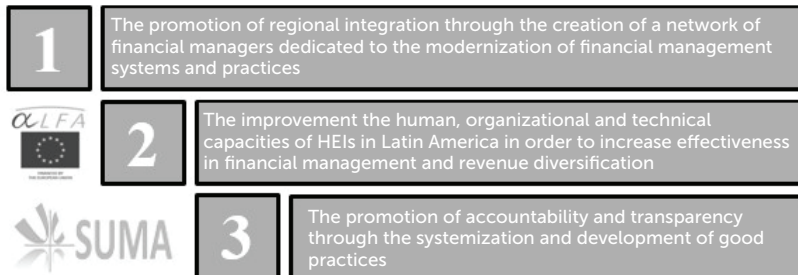 1
The promotion of regional integration through the creation of a network of
financial managers dedicated to the modernization of financial management
systems and practices
αLFA
2
The improvement the human, organizational and technical
capacities of HEIs in Latin America in order to increase effectiveness
in financial management and revenue diversification
SUMA
3
The promotion of accountability and transparency
through the systemization and development of good
practices